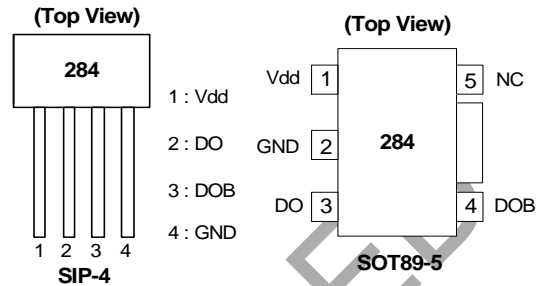 (Top View)
284
1 : Vdd
2 : DO
3 : DOB
4 : GND
1 2 3 4
SIP-4
(Top View)
Vdd 1 5 NC
GND 2 284
DO 3 4 DOB
SOT89-5